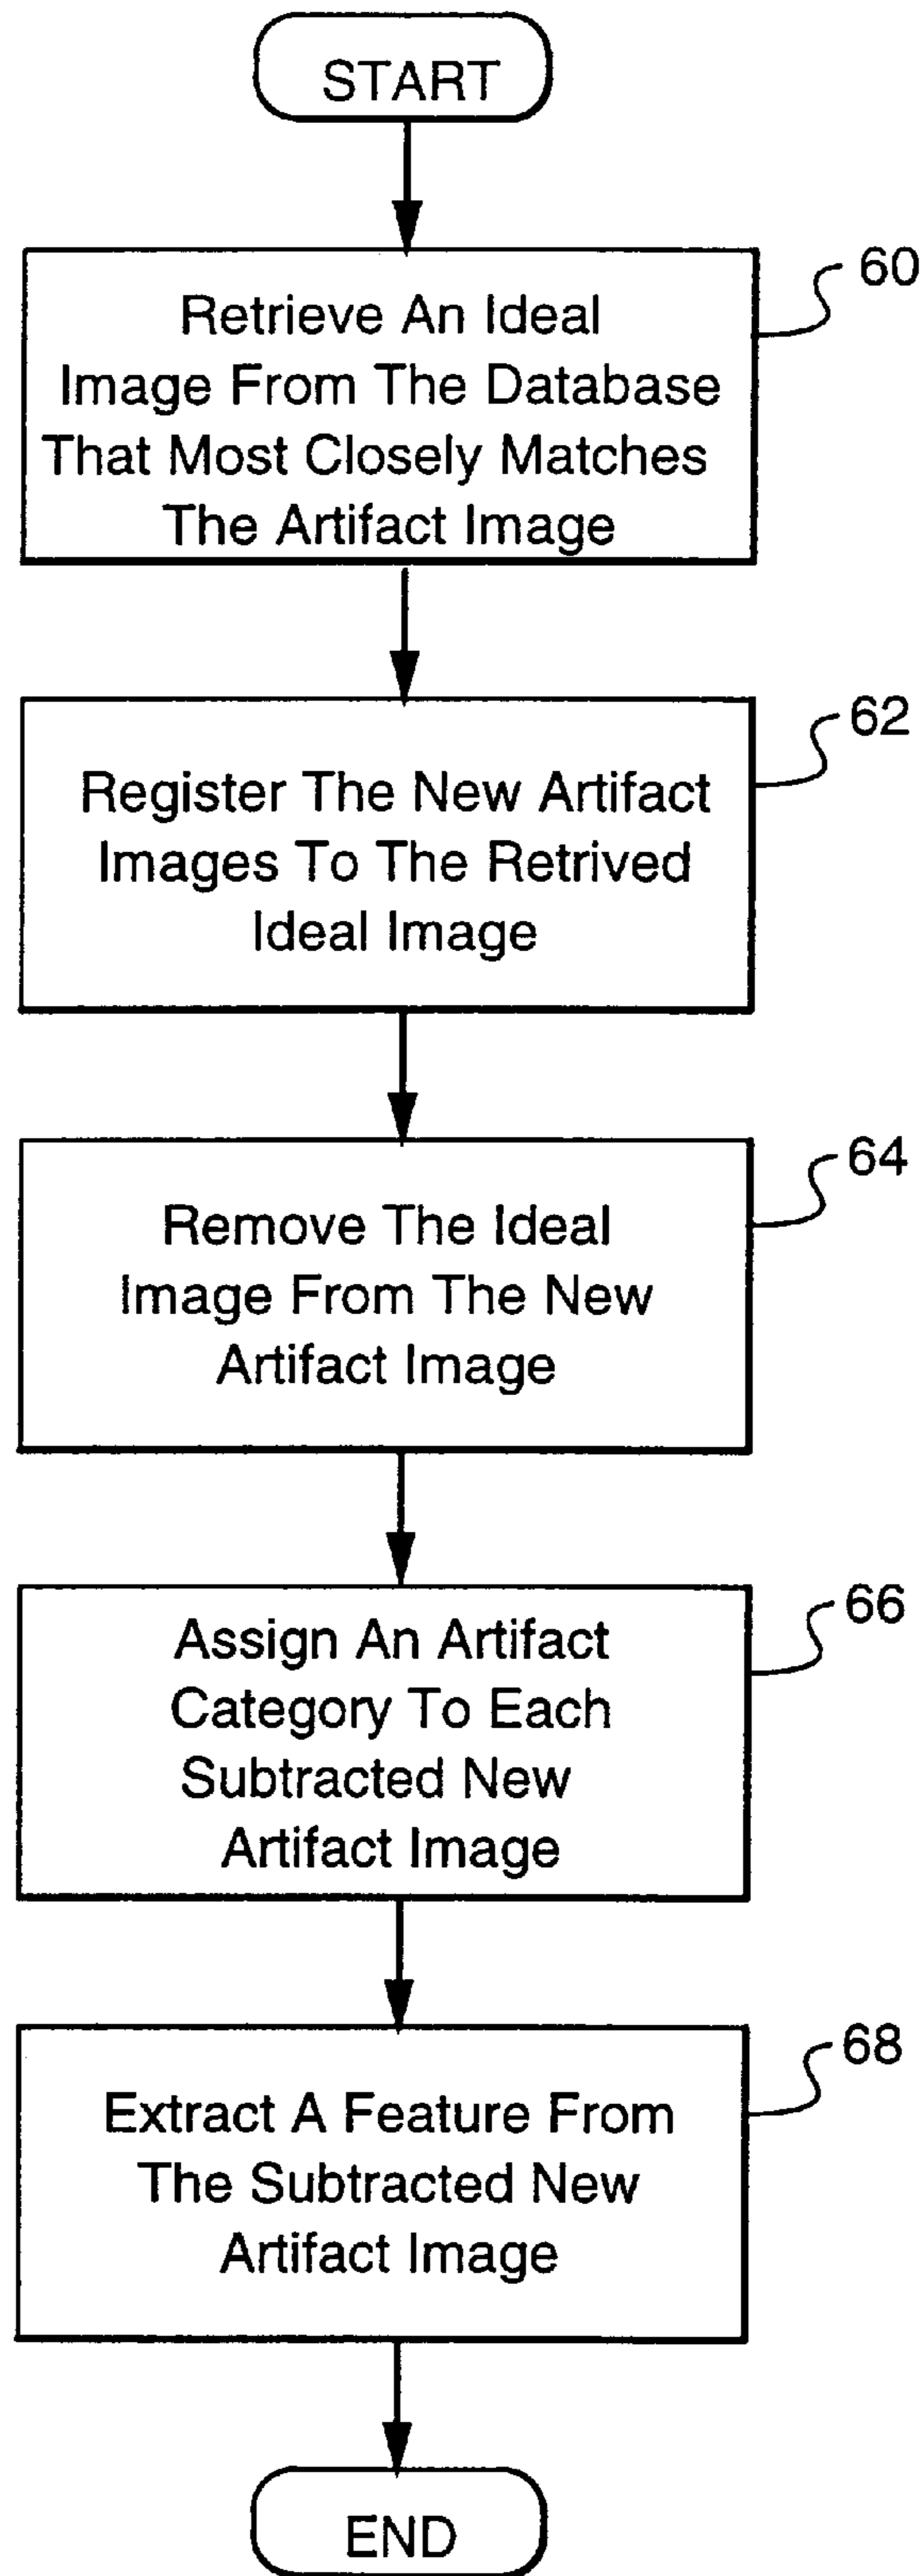 START
60
Retrieve An Ideal
Image From The Database
That Most Closely Matches
The Artifact Image
62
Register The New Artifact
Images To The Retrived
Ideal Image
64
Remove The Ideal
Image From The New
Artifact Image
66
Assign An Artifact
Category To Each
Subtracted New
Artifact Image
68
Extract A Feature From
The Subtracted New
Artifact Image
END